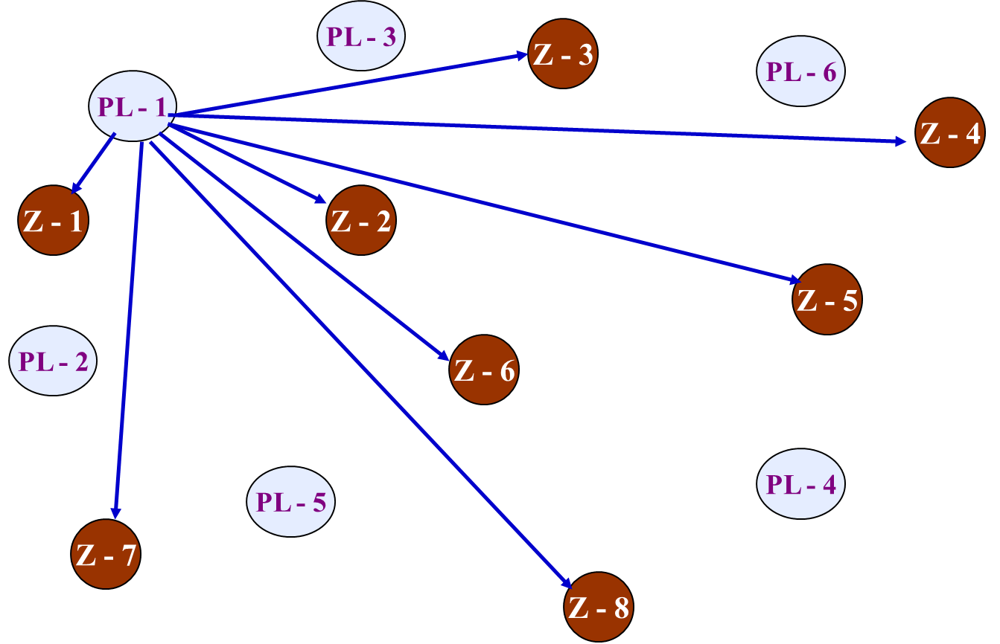 PL - 3
Z - 3
PL - 6
PL - 1
Z - 4
Z - 1
Z - 2
Z - 5
PL - 2
Z - 6
PL - 5
PL - 4
Z - 7
Z - 8